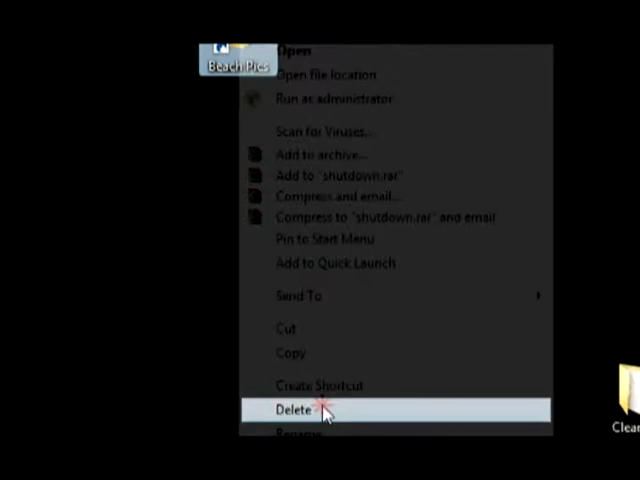 Beach Pics
Open
Open file location
Run as administrator
Scan for Viruses...
Add to archive...
Add to "shutdown.rar"
Compress and email...
Compress to "shutdown.rar" and email
Pin to Start Menu
Add to Quick Launch
Send To
Cut
Copy
Create Shortcut
Delete
Rename
Clear